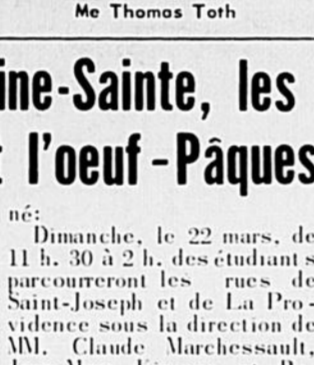 Me Thomas Toth
ine-Sainte, les
l'oeuf-Pâques
né:
Dimanche, le 22 mars, de
11 h. 30 à 2 h. des étudiants
parcourreront les rues de
Saint-Joseph et de La Pro-
vidence sous la direction de
MM. Claude Marchessault,